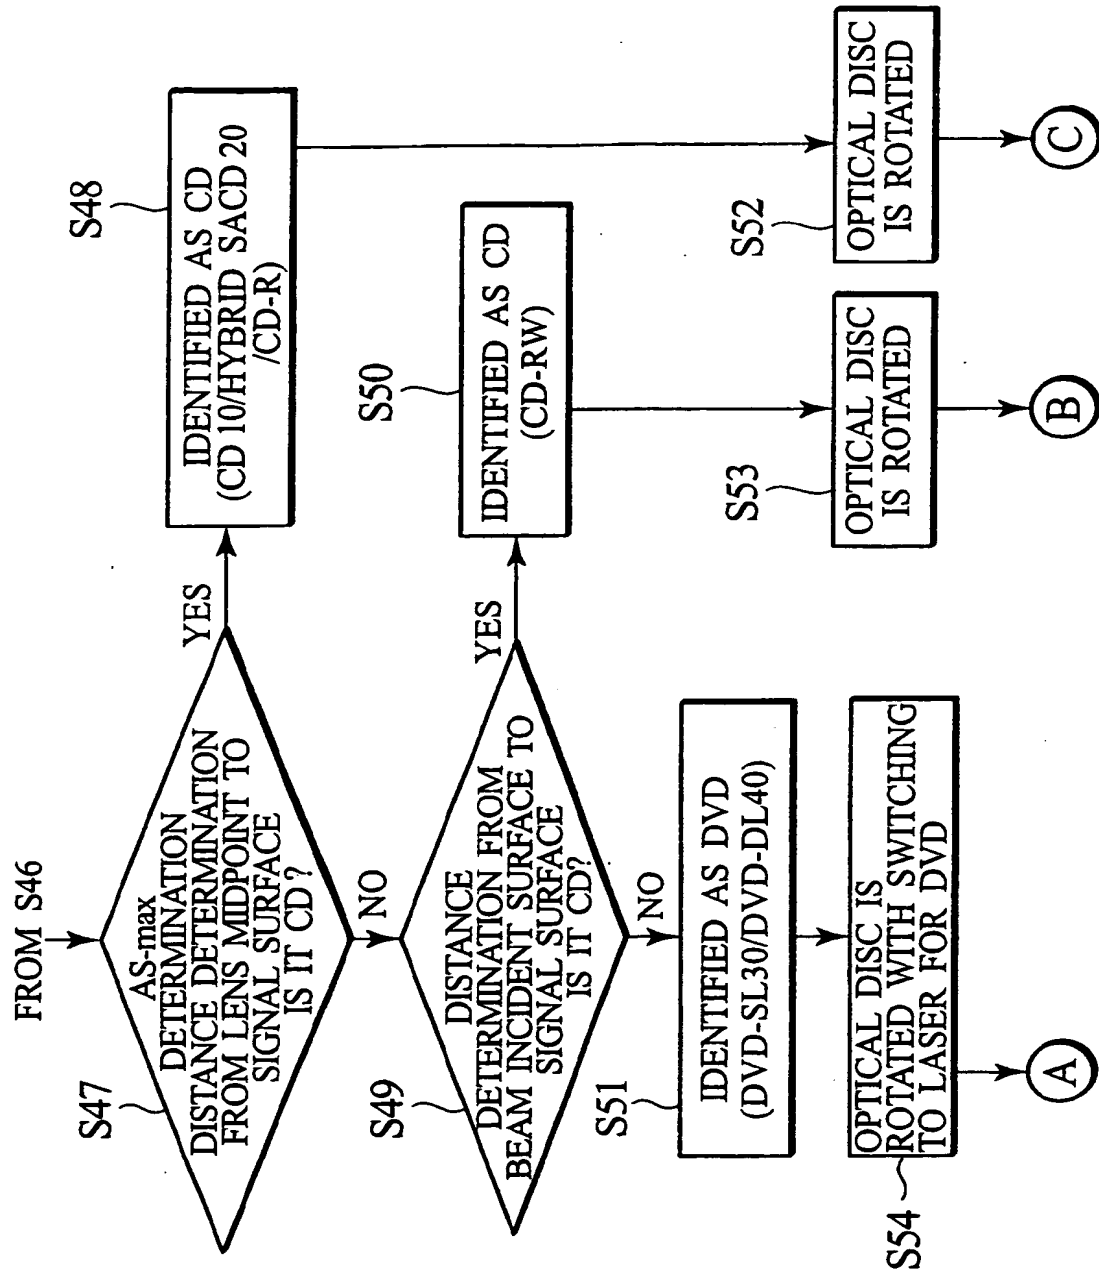 FROM S46
S47
AS-max
DETERMINATION
DISTANCE DETERMINATION
FROM LENS MIDPOINT TO
SIGNAL SURFACE
IS IT CD?
YES
S48
IDENTIFIED AS CD
(CD 10/HYBRID SACD 20
/CD-R)
NO
S49
DISTANCE
DETERMINATION FROM
BEAM INCIDENT SURFACE TO
SIGNAL SURFACE
IS IT CD?
YES
S50
IDENTIFIED AS CD
(CD-RW)
NO
S51
IDENTIFIED AS DVD
(DVD-SL30/DVD-DL40)
S54
OPTICAL DISC IS
ROTATED WITH SWITCHING
TO LASER FOR DVD
S53
OPTICAL DISC
IS ROTATED
S52
OPTICAL DISC
IS ROTATED
A
B
C